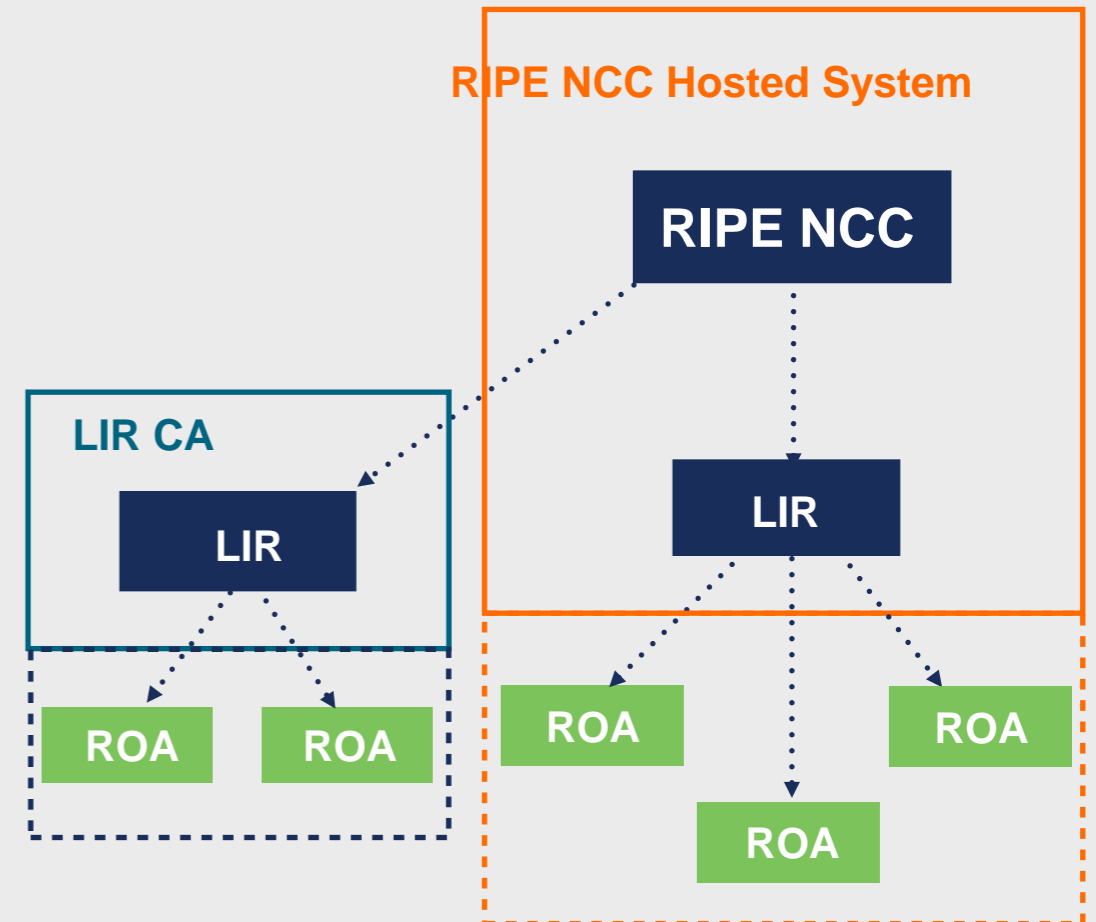 RIPE NCC Hosted System
RIPE NCC
LIR CA
LIR
LIR
ROA
ROA
ROA
ROA
ROA